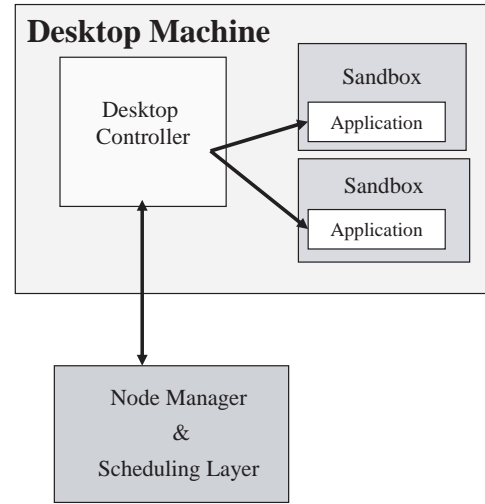 Desktop Machine
Desktop
Controller
Sandbox
Application
Sandbox
Application
Node Manager
&
Scheduling Layer